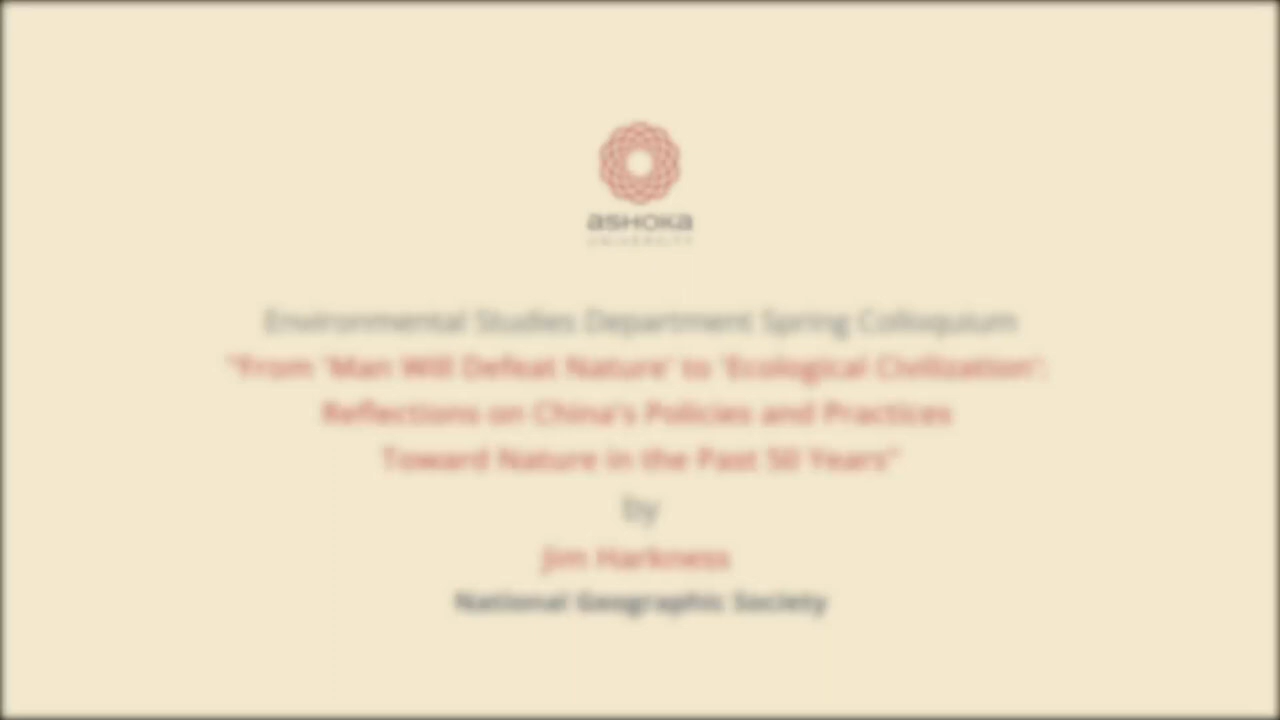 ASHOKA
UNIVERSITY
Environmental Studies Department Spring Colloquium
"From 'Man Will Defeat Nature' to 'Ecological Civilization':
Reflections on China's Policies and Practices
Toward Nature in the Past 50 Years"
by
Jim Harkness
National Geographic Society